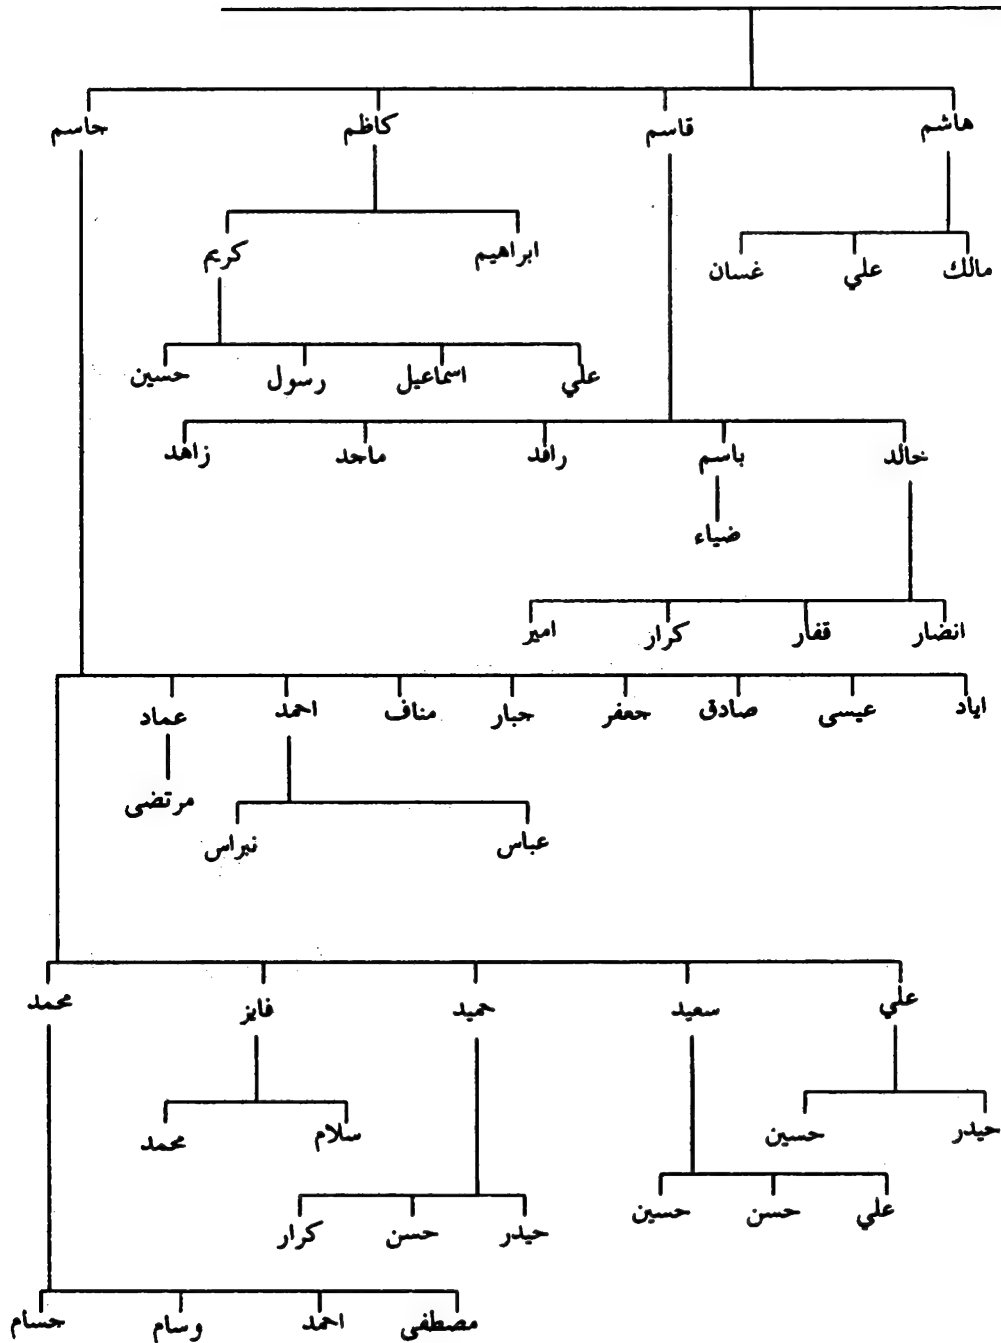 هاشم قاسم كاظم جاسم
ابراهيم كريم
مالك علي غسان
علي اسماعيل رسول حسين
خالد باسم رافد ماجد زاهد
ضياء
انضار قفار كرار امير
اياد عيسى صادق جعفر جبار مناف احمد عماد
مرتضى
عباس نبراس
علي سعيد حميد فايز محمد
حيدر حسين سلام محمد
علي حسن حسين
حيدر حسن كرار
مصطفى احمد وسام حسام